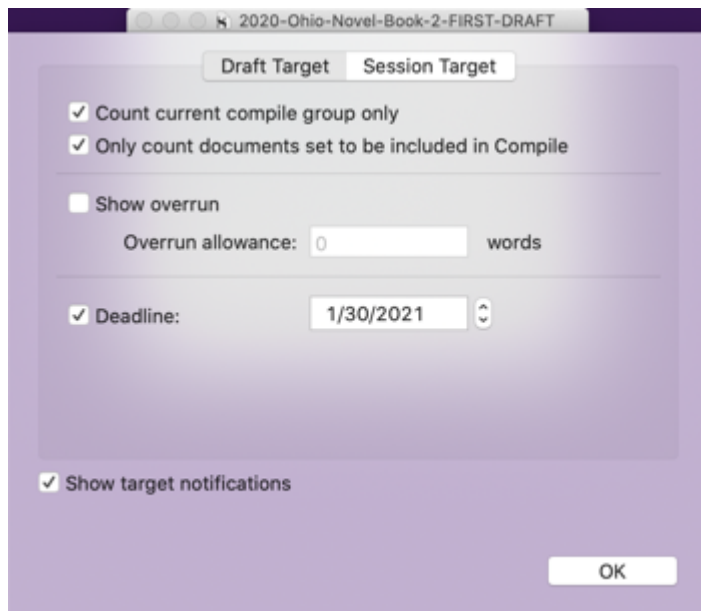 2020-Ohio-Novel-Book-2-FIRST-DRAFT
Draft Target Session Target
Count current compile group only
Only count documents set to be included in Compile
Show overrun
Overrun allowance: 0 words
Deadline: 1/30/2021
Show target notifications
OK